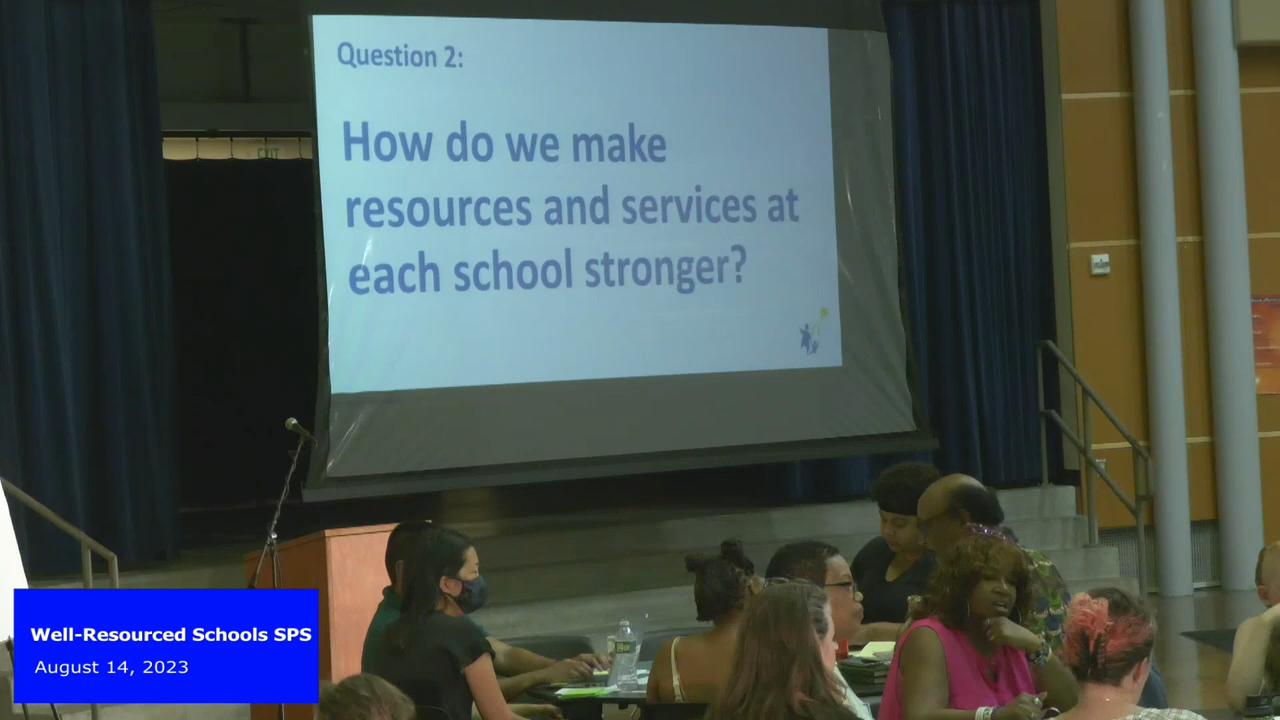 Question 2:
How do we make
resources and services at
each school stronger?
EXIT
Well-Resourced Schools SPS
August 14, 2023